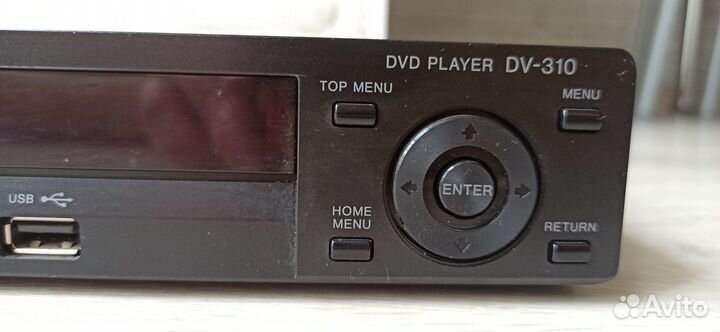 DVD PLAYER DV-310
TOP MENU
MENU
ENTER
USB
HOME
MENU
RETURN
Avito